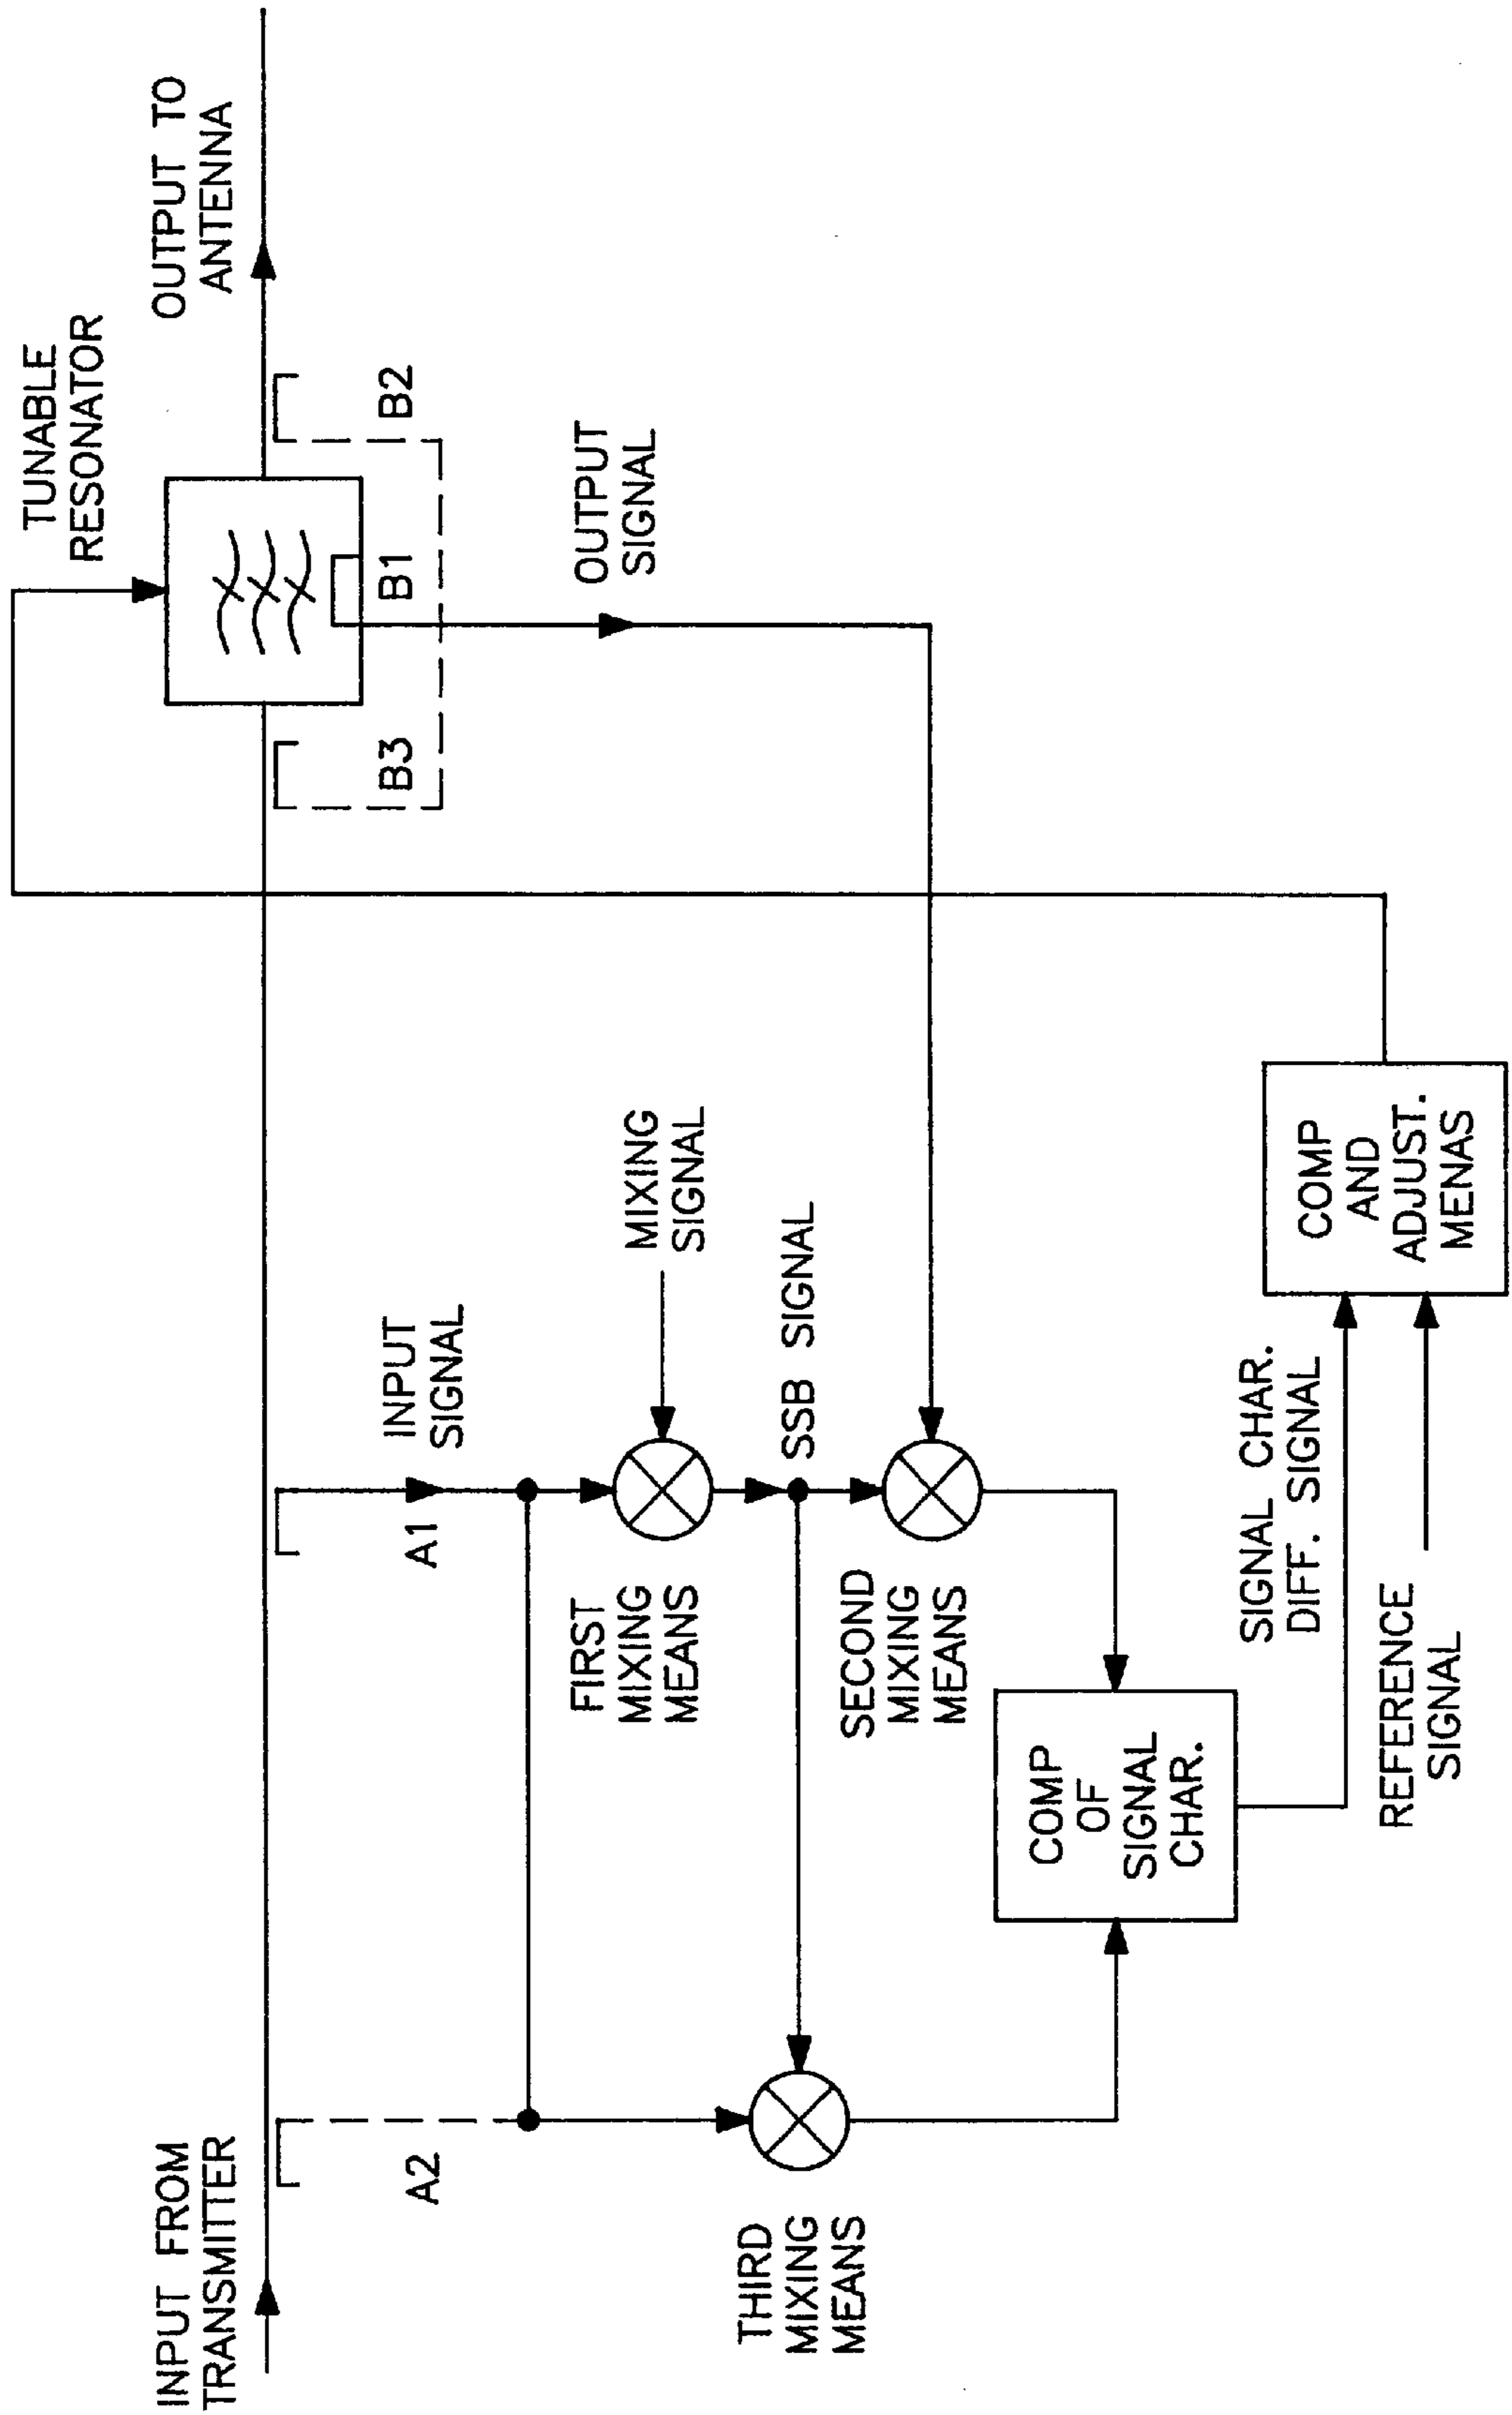 INPUT FROM
TRANSMITTER
TUNABLE
RESONATOR
OUTPUT TO
ANTENNA
A2
A1
INPUT
SIGNAL
B3
B1
B2
FIRST
MIXING
MEANS
MIXING
SIGNAL
OUTPUT
SIGNAL
THIRD
MIXING
MEANS
SSB SIGNAL
SECOND
MIXING
MEANS
COMP
OF
SIGNAL
CHAR.
SIGNAL CHAR.
DIFF. SIGNAL
REFERENCE
SIGNAL
COMP
AND
ADJUST.
MENAS